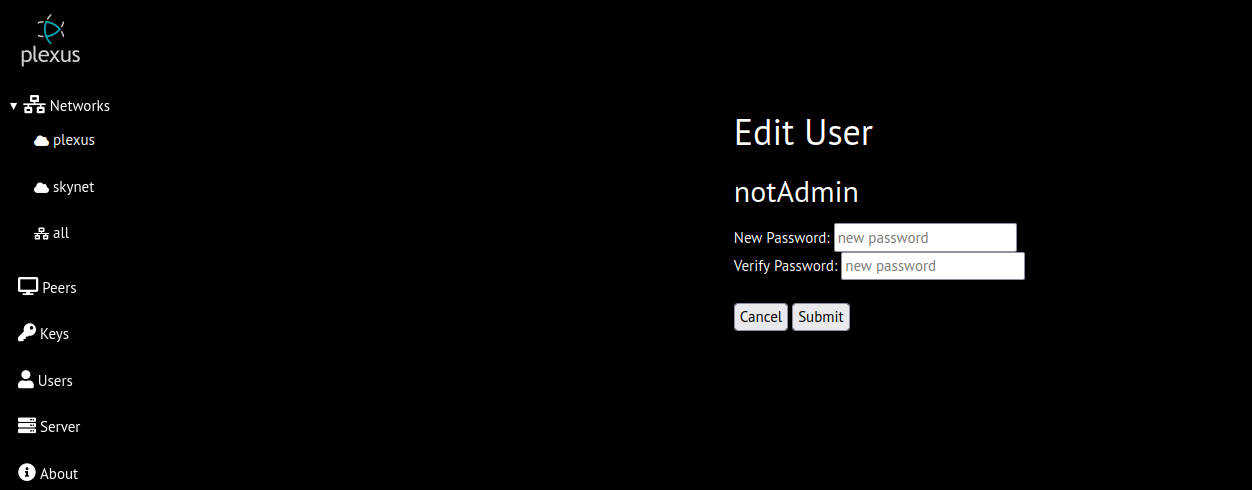 plexus
Networks
plexus
skynet
all
Peers
Keys
Users
Server
About
Edit User
notAdmin
New Password: new password
Verify Password: new password
Cancel Submit